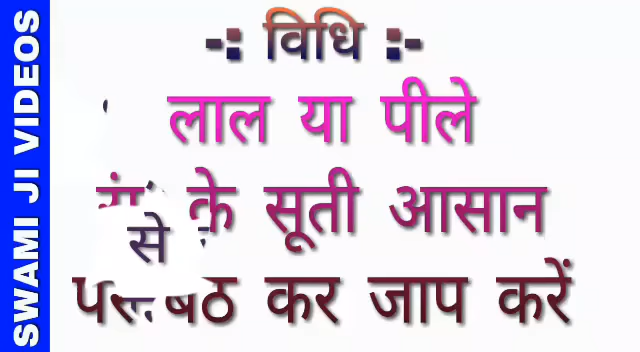 -: विधि :-
लाल या पीले
के सूती आसान
से
कर जाप करें
SWAMI JI VIDEOS